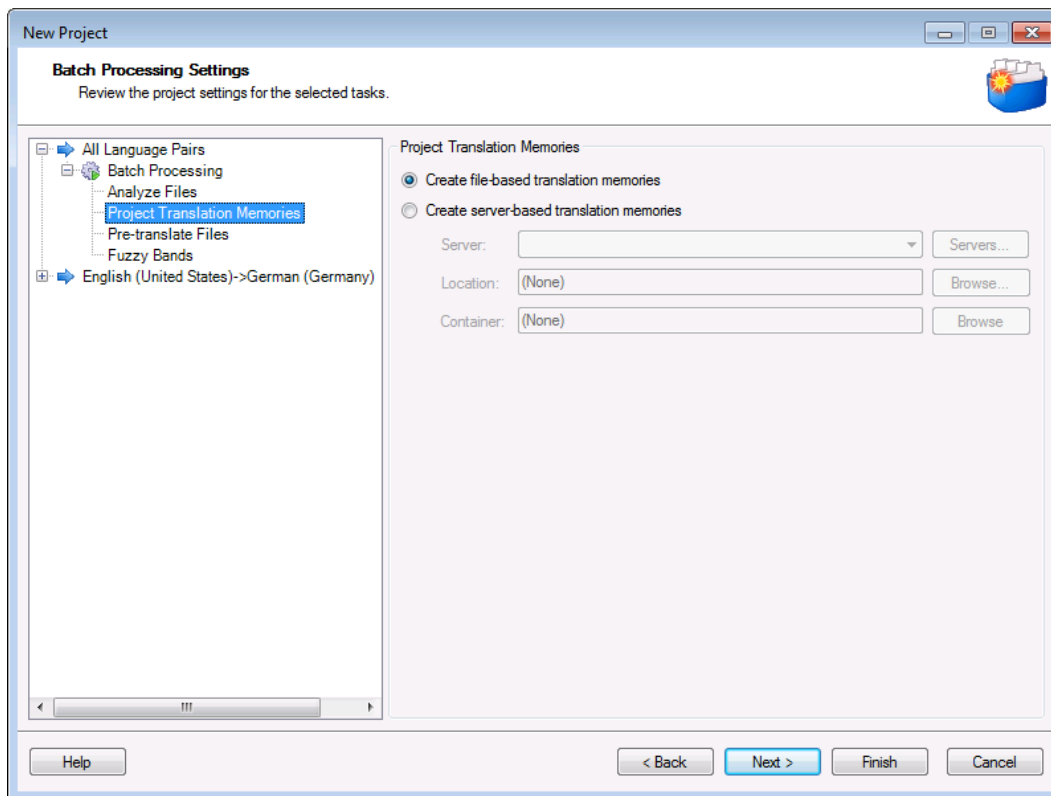 New Project
Batch Processing Settings
Review the project settings for the selected tasks.
All Language Pairs
Batch Processing
Analyze Files
Project Translation Memories
Pre-translate Files
Fuzzy Bands
English (United States)->German (Germany)
Project Translation Memories
Create file-based translation memories
Create server-based translation memories
Server:
Servers...
Location:
(None)
Browse...
Container:
(None)
Browse
Help
< Back
Next >
Finish
Cancel